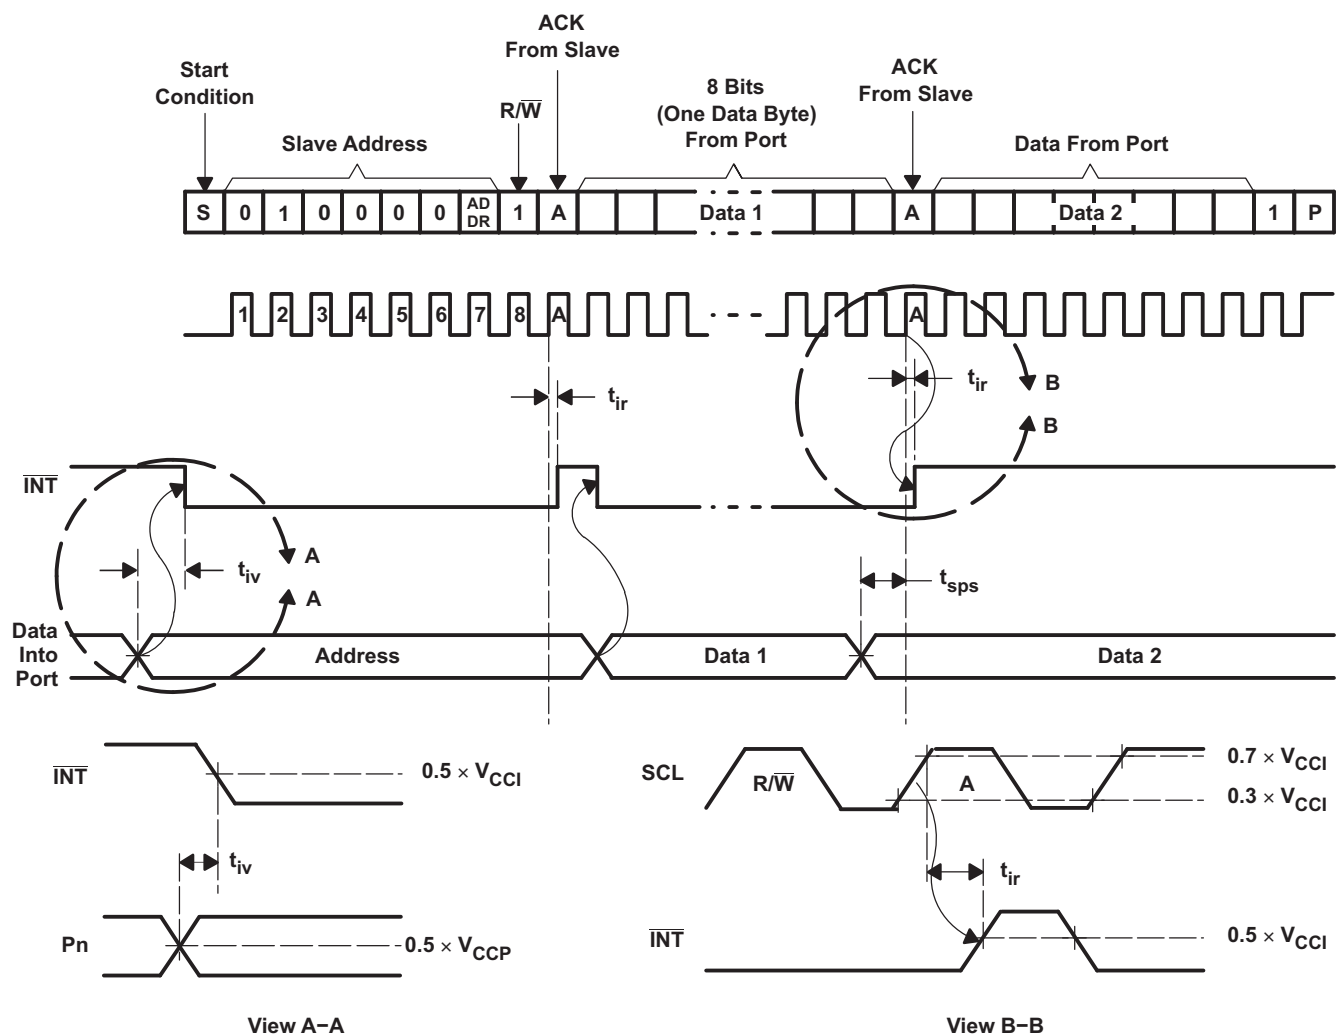 ACK
From Slave
Start
Condition
R/W̅
8 Bits
(One Data Byte)
From Port
ACK
From Slave
Slave Address
Data From Port
S 0 1 0 0 0 0 AD DR 1 A Data 1 A Data 2 1 P
1 2 3 4 5 6 7 8 A A
t_ir
t_ir
B
B
I̅N̅T̅
A
t_iv
A
t_sps
Data
Into
Port
Address
Data 1
Data 2
I̅N̅T̅
0.5 × V_CCI
t_iv
Pn
0.5 × V_CCP
View A−A
SCL
R/W̅
A
0.7 × V_CCI
0.3 × V_CCI
t_ir
I̅N̅T̅
0.5 × V_CCI
View B−B